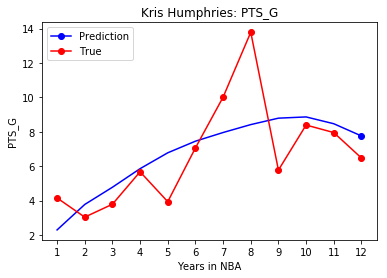 Kris Humphries: PTS_G
Prediction
True
PTS_G
14
12
10
8
6
4
2
1 2 3 4 5 6 7 8 9 10 11 12
Years in NBA